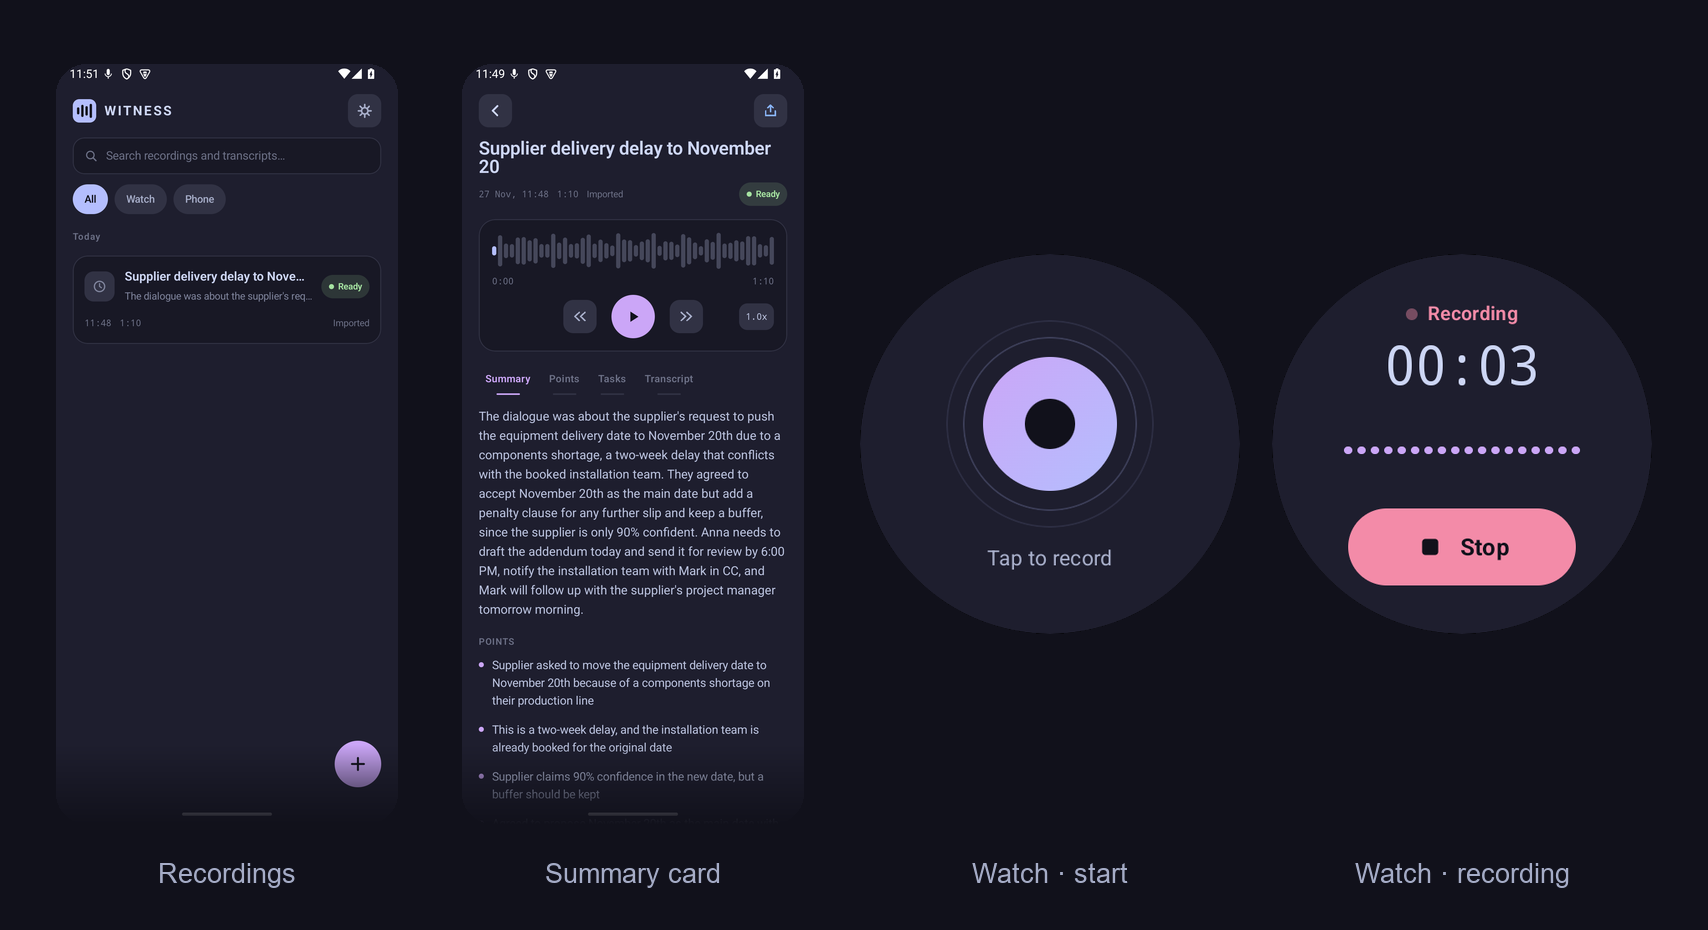 11:51
WITNESS
Search recordings and transcripts...
All
Watch
Phone
Today
Supplier delivery delay to Nove...
The dialogue was about the supplier's req...
Ready
11:48 1:10
Imported
Recordings
11:49
Supplier delivery delay to November
20
27 Nov, 11:48 1:10 Imported
Ready
0:00
1:10
1.0x
Summary
Points
Tasks
Transcript
The dialogue was about the supplier's request to push
the equipment delivery date to November 20th due to a
components shortage, a two-week delay that conflicts
with the booked installation team. They agreed to
accept November 20th as the main date but add a
penalty clause for any further slip and keep a buffer,
since the supplier is only 90% confident. Anna needs to
draft the addendum today and send it for review by 6:00
PM, notify the installation team with Mark in CC, and
Mark will follow up with the supplier's project manager
tomorrow morning.
POINTS
Supplier asked to move the equipment delivery date to
November 20th because of a components shortage on
their production line
This is a two-week delay, and the installation team is
already booked for the original date
Supplier claims 90% confidence in the new date, but a
buffer should be kept
Summary card
Tap to record
Watch · start
Recording
00:03
Stop
Watch · recording